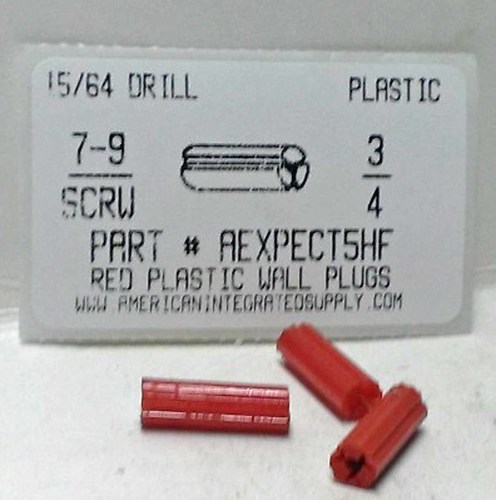 15/64 DRILL PLASTIC
7-9 3
SCRW 4
PART # AEXPECT5HF
RED PLASTIC WALL PLUGS
WWW.AMERICANINTEGRATEDSUPPLY.COM